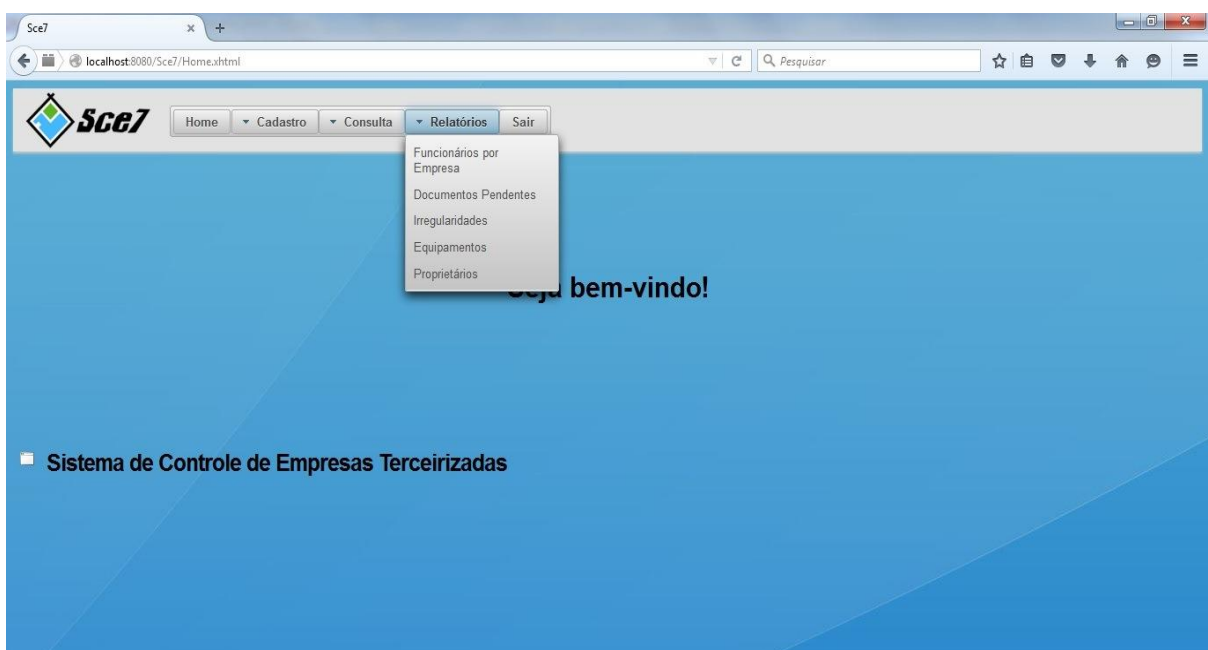 Sce7
localhost:8080/Sce7/Home.xhtml
Pesquisar
Sce7
Home Cadastro Consulta Relatórios Sair
Funcionários por
Empresa
Documentos Pendentes
Irregularidades
Equipamentos
Proprietários
Seja bem-vindo!
Sistema de Controle de Empresas Terceirizadas